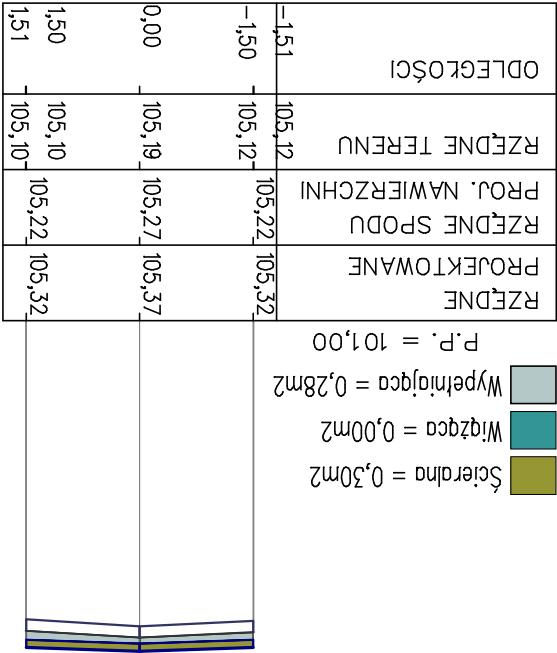 Ścieralna = 0,30m2
Wiążąca = 0,00m2
Wypełniająca = 0,28m2
P.P. = 101,00
RZĘDNE
PROJEKTOWANE
105,32
105,37
105,32
RZĘDNE SPODU
PROJ. NAWIERZCHNI
105,22
105,27
105,22
RZĘDNE TERENU
105,12
105,12
105,19
105,10
105,10
ODLEGŁOŚCI
-1,51
-1,50
0,00
1,50
1,51